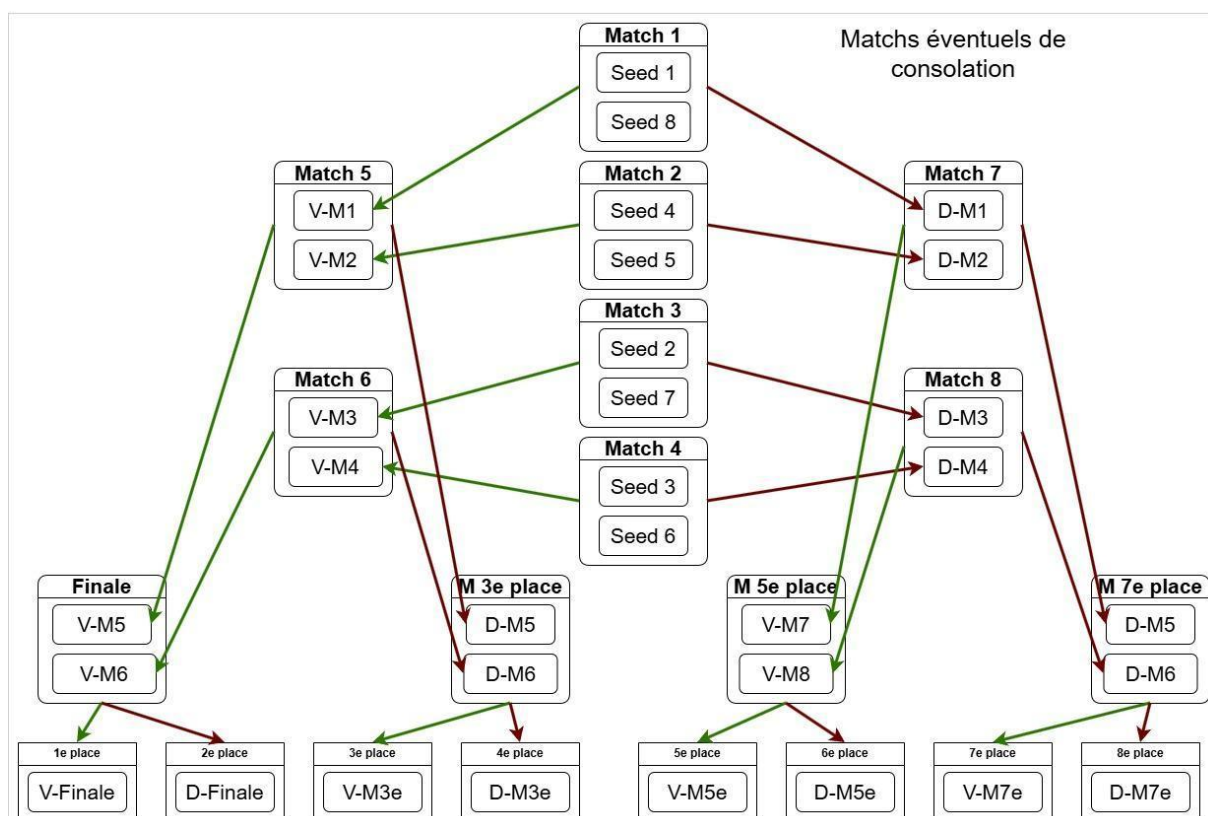 Match 1
Seed 1
Seed 8
Matchs éventuels de
consolation
Match 5
V-M1
V-M2
Match 2
Seed 4
Seed 5
Match 7
D-M1
D-M2
Match 3
Seed 2
Seed 7
Match 6
V-M3
V-M4
Match 8
D-M3
D-M4
Match 4
Seed 3
Seed 6
Finale
V-M5
V-M6
M 3e place
D-M5
D-M6
M 5e place
V-M7
V-M8
M 7e place
D-M5
D-M6
1e place
V-Finale
2e place
D-Finale
3e place
V-M3e
4e place
D-M3e
5e place
V-M5e
6e place
D-M5e
7e place
V-M7e
8e place
D-M7e